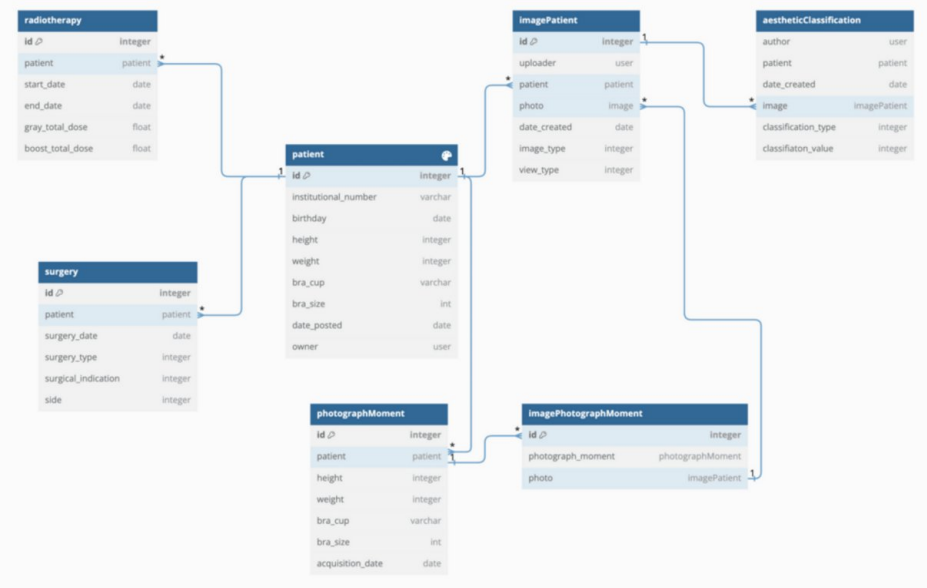 radiotherapy
id integer
patient patient
start_date date
end_date date
gray_total_dose float
boost_total_dose float
*
imagePatient
id integer
uploader user
patient patient
photo image
date_created date
image_type integer
view_type integer
1
*
*
aestheticClassification
author user
patient patient
date_created date
image imagePatient
classification_type integer
classifiaton_value integer
*
patient
id integer
institutional_number varchar
birthday date
height integer
weight integer
bra_cup varchar
bra_size int
date_posted date
owner user
1
1
surgery
id integer
patient patient
surgery_date date
surgery_type integer
surgical_indication integer
side integer
*
photographMoment
id integer
patient patient
height integer
weight integer
bra_cup varchar
bra_size int
acquisition_date date
*
1
imagePhotographMoment
id integer
photograph_moment photographMoment
photo imagePatient
*
1